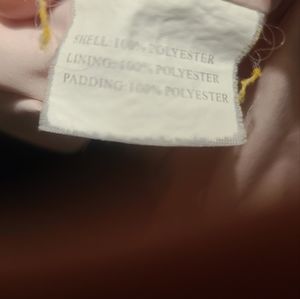 SHELL: 100% POLYESTER
LINING: 100% POLYESTER
PADDING: 100% POLYESTER